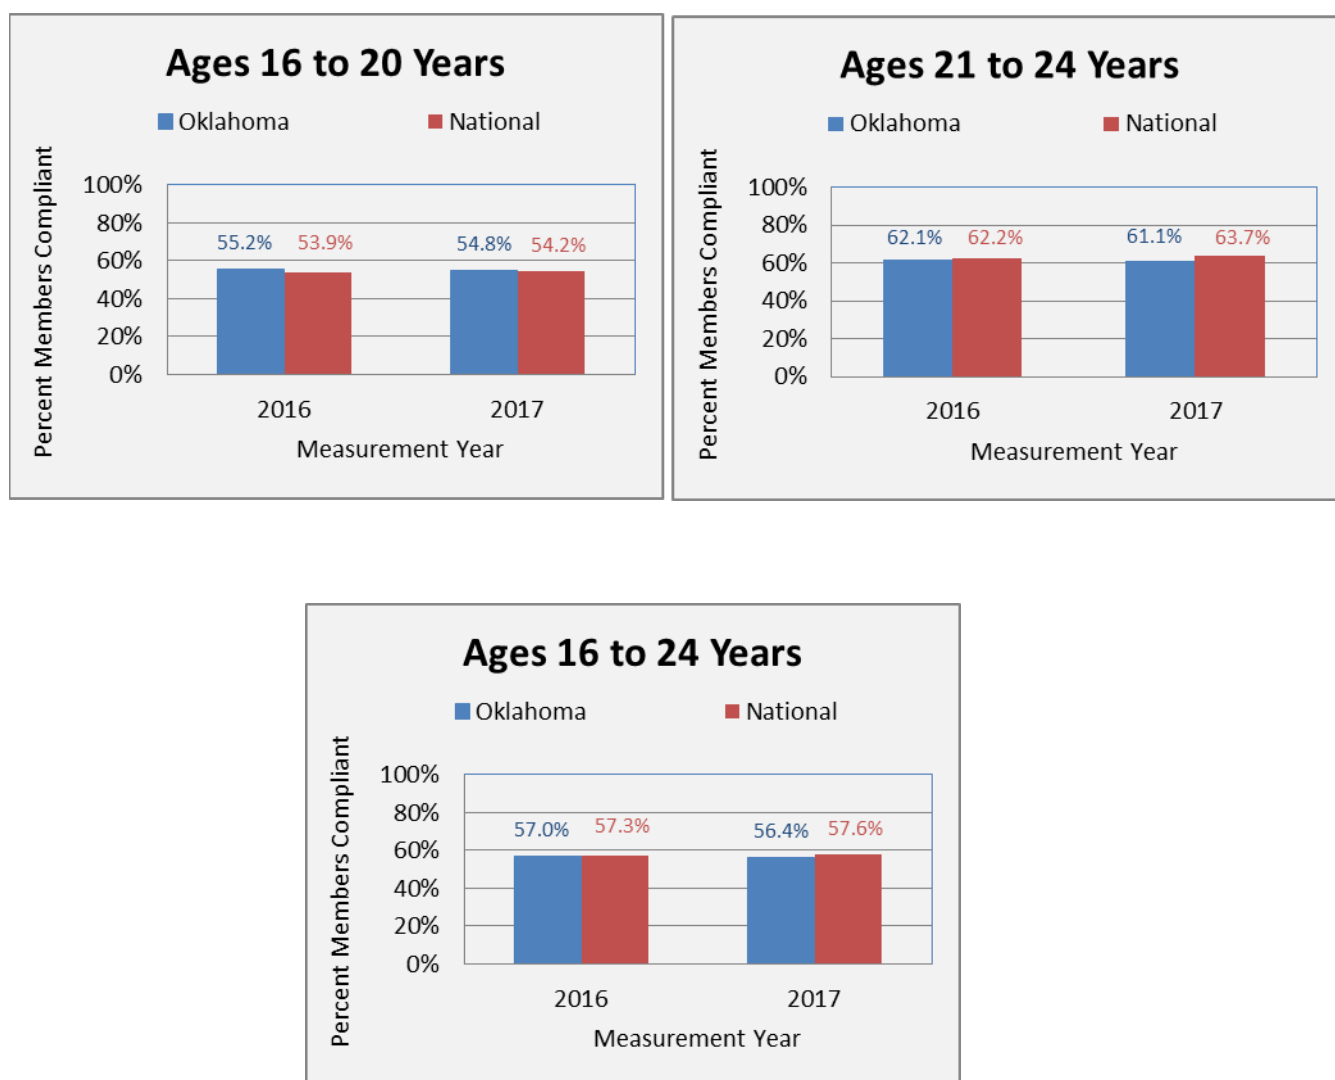 Ages 16 to 20 Years
Oklahoma National
Percent Members Compliant
100%
80%
60%
40%
20%
0%
55.2% 53.9% 54.8% 54.2%
2016 2017
Measurement Year
Ages 21 to 24 Years
Oklahoma National
Percent Members Compliant
100%
80%
60%
40%
20%
0%
62.1% 62.2% 61.1% 63.7%
2016 2017
Measurement Year
Ages 16 to 24 Years
Oklahoma National
Percent Members Compliant
100%
80%
60%
40%
20%
0%
57.0% 57.3% 56.4% 57.6%
2016 2017
Measurement Year